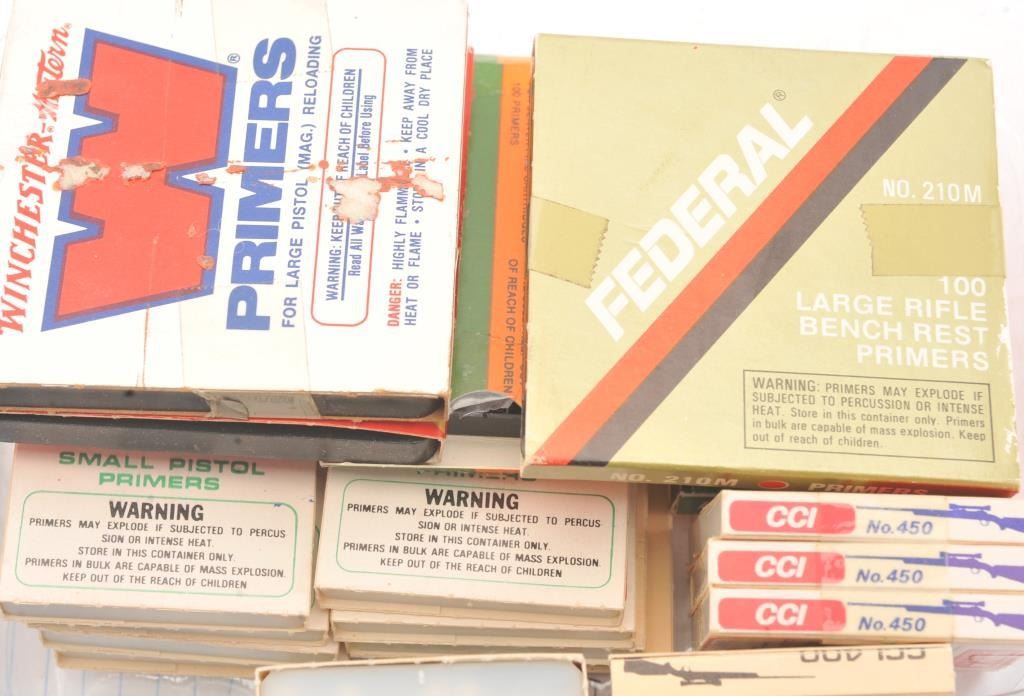 WINCHESTER-Western®
W®
PRIMERS
FOR LARGE PISTOL (MAG.) RELOADING
WARNING: KEEP OUT OF REACH OF CHILDREN
Read All Label Before Using
DANGER: HIGHLY FLAMM • KEEP AWAY FROM
HEAT OR FLAME • STO IN A COOL DRY PLACE
100 PRIMERS
OF REACH OF CHILDREN
FEDERAL®
NO. 210M
100
LARGE RIFLE
BENCH REST
PRIMERS
WARNING: PRIMERS MAY EXPLODE IF
SUBJECTED TO PERCUSSION OR INTENSE
HEAT. Store in this container only. Primers
in bulk are capable of mass explosion. Keep
out of reach of children.
NO. 210M PRIMERS
SMALL PISTOL
PRIMERS
WARNING
PRIMERS MAY EXPLODE IF SUBJECTED TO PERCUS
SION OR INTENSE HEAT.
STORE IN THIS CONTAINER ONLY.
PRIMERS IN BULK ARE CAPABLE OF MASS EXPLOSION.
KEEP OUT OF THE REACH OF CHILDREN
PRIMERS
WARNING
PRIMERS MAY EXPLODE IF SUBJECTED TO PERCUS
SION OR INTENSE HEAT.
STORE IN THIS CONTAINER ONLY.
PRIMERS IN BULK ARE CAPABLE OF MASS EXPLOSION.
KEEP OUT OF THE REACH OF CHILDREN
CCI No.450
CCI No.450
CCI No.450
CCI 400